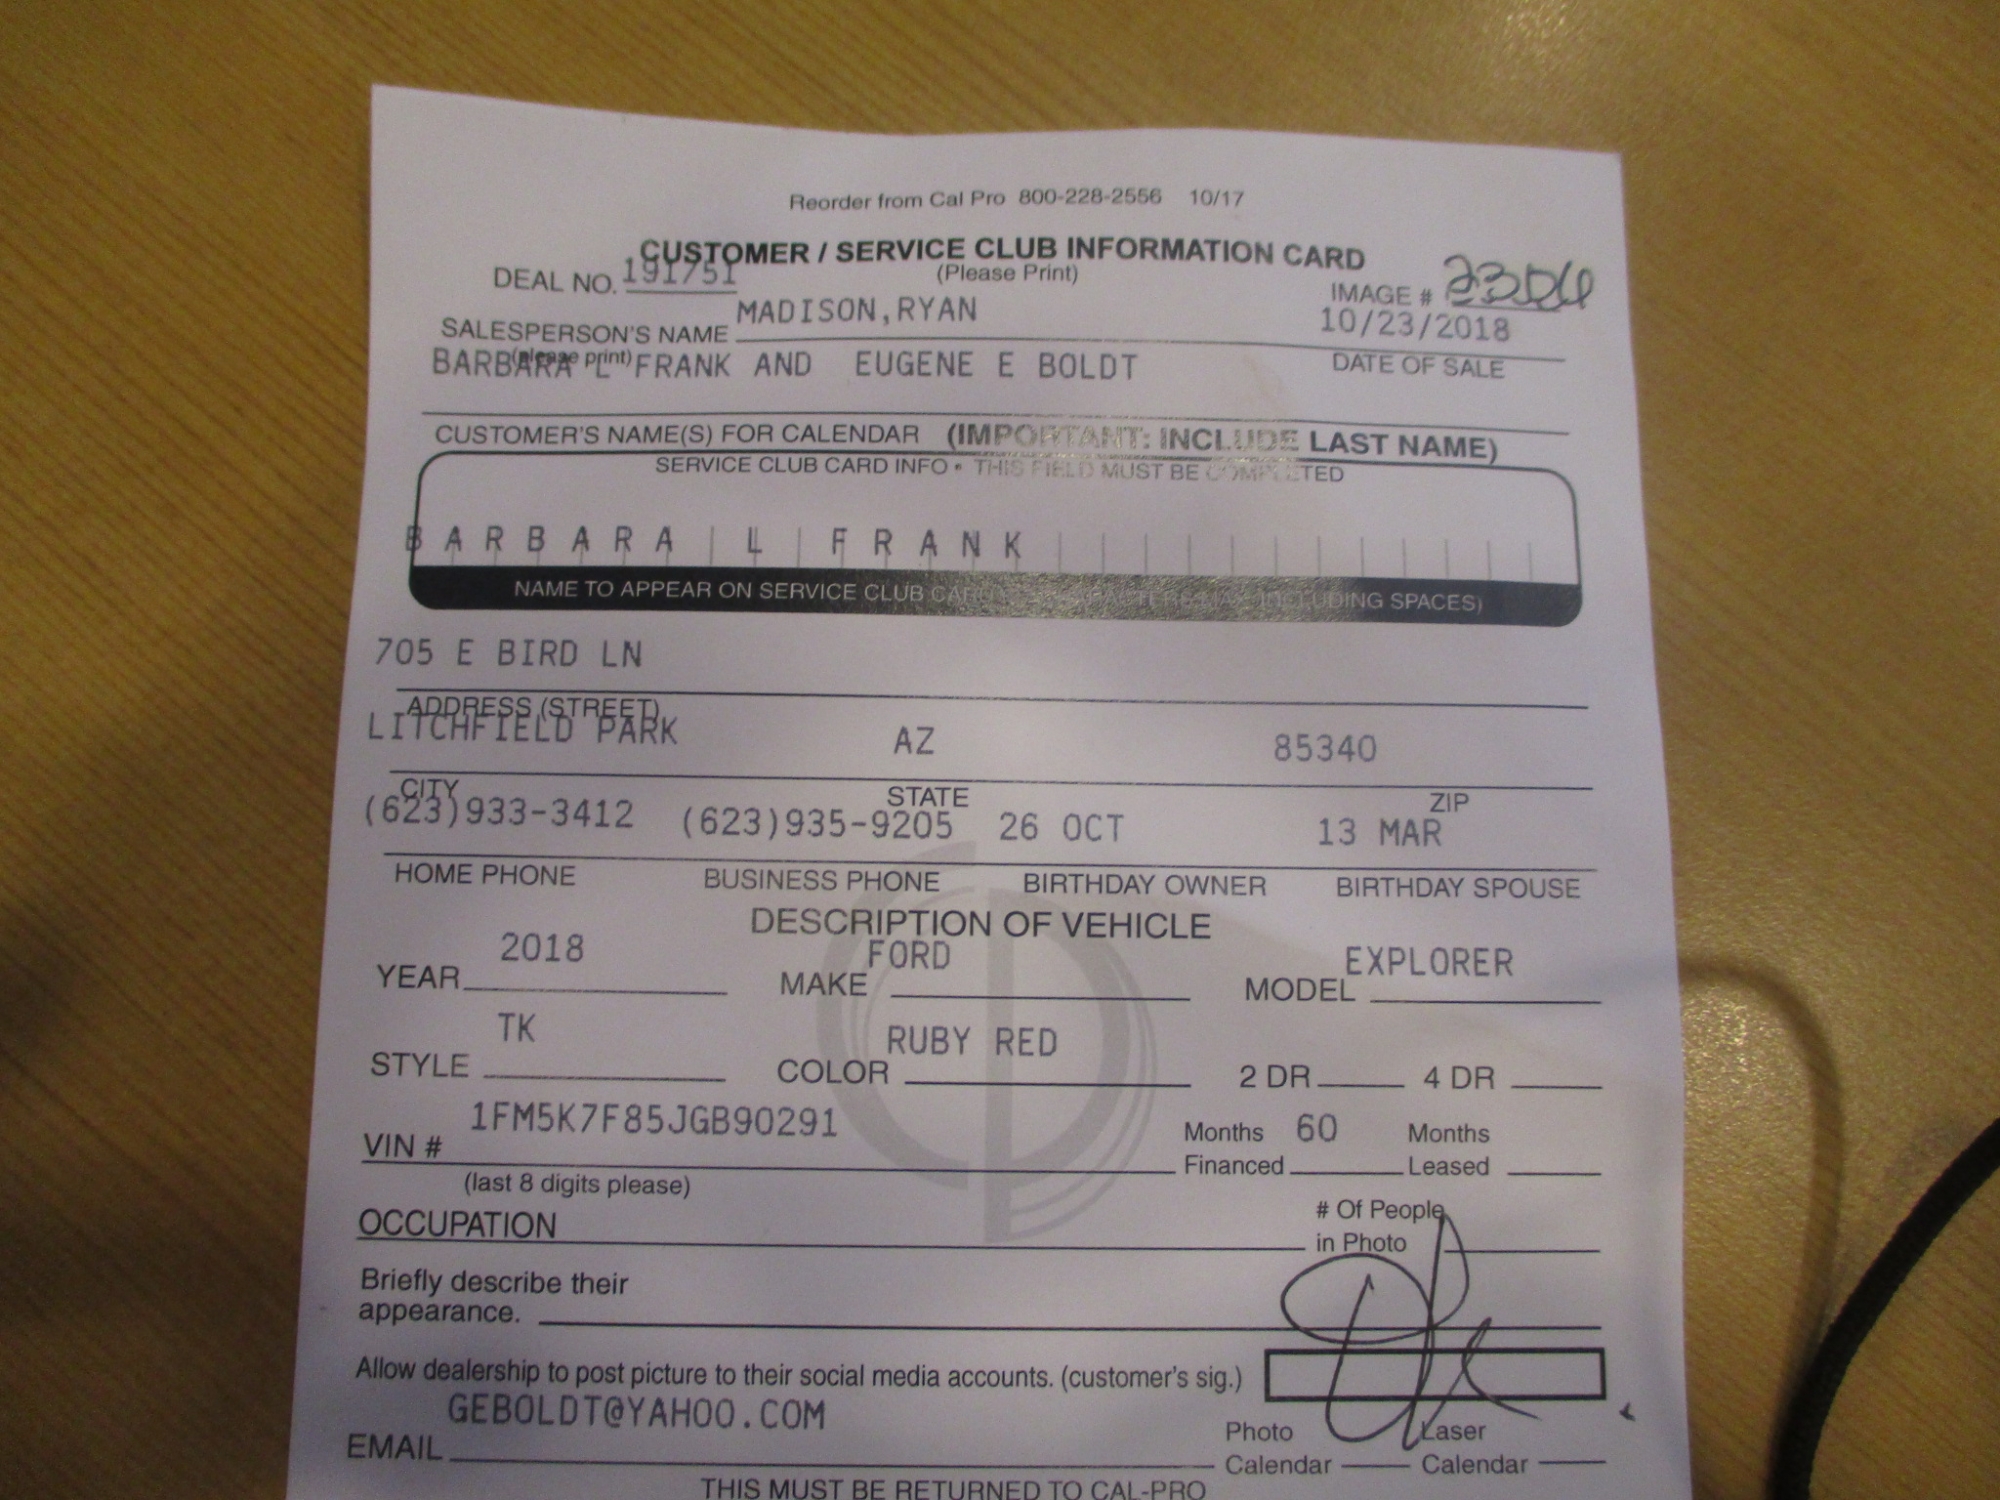 Reorder from Cal Pro 800-228-2556 10/17
CUSTOMER / SERVICE CLUB INFORMATION CARD
(Please Print)
DEAL NO. 191751
IMAGE #
MADISON,RYAN
10/23/2018
SALESPERSON'S NAME
(please print)
DATE OF SALE
BARBARA L FRANK AND EUGENE E BOLDT
CUSTOMER'S NAME(S) FOR CALENDAR (IMPORTANT: INCLUDE LAST NAME)
SERVICE CLUB CARD INFO • THIS FIELD MUST BE COMPLETED
BARBARA L FRANK
NAME TO APPEAR ON SERVICE CLUB INCLUDING SPACES)
705 E BIRD LN
ADDRESS (STREET)
LITCHFIELD PARK AZ 85340
CITY STATE ZIP
(623)933-3412 (623)935-9205 26 OCT 13 MAR
HOME PHONE BUSINESS PHONE BIRTHDAY OWNER BIRTHDAY SPOUSE
DESCRIPTION OF VEHICLE
YEAR 2018 MAKE FORD MODEL EXPLORER
STYLE TK COLOR RUBY RED 2 DR 4 DR
VIN # 1FM5K7F85JGB90291
(last 8 digits please)
Months Financed 60 Months Leased
OCCUPATION
# Of People
in Photo
Briefly describe their
appearance.
Allow dealership to post picture to their social media accounts. (customer's sig.)
EMAIL GEBOLDT@YAHOO.COM
Photo Calendar Laser Calendar
THIS MUST BE RETURNED TO CAL-PRO